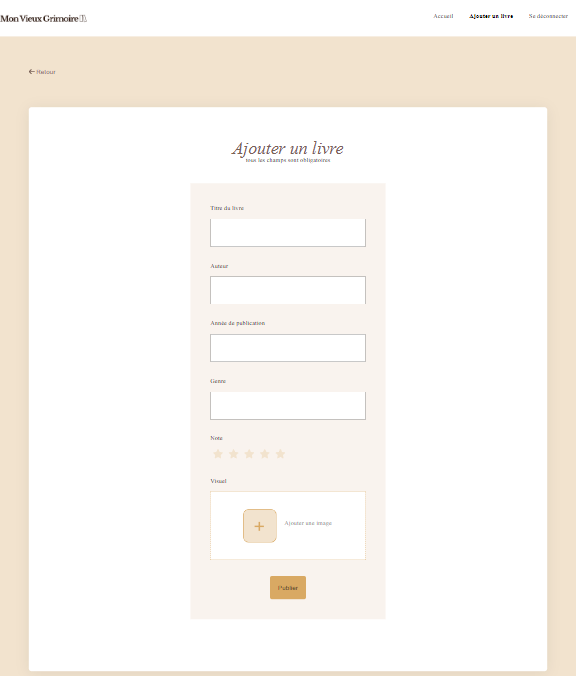 Mon Vieux Grimoire
Accueil
Ajouter un livre
Se déconnecter
Retour
Ajouter un livre
tous les champs sont obligatoires
Titre du livre
Auteur
Année de publication
Genre
Note
Visuel
+
Ajouter une image
Publier